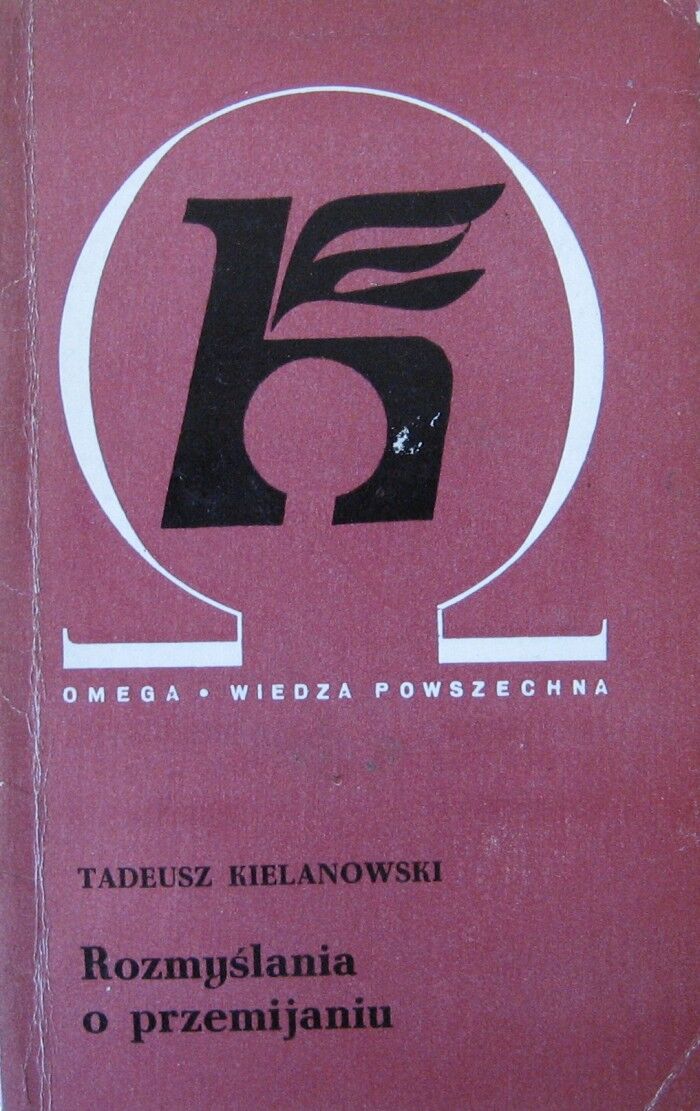 OMEGA • WIEDZA POWSZECHNA
TADEUSZ KIELANOWSKI
Rozmyślania
o przemijaniu